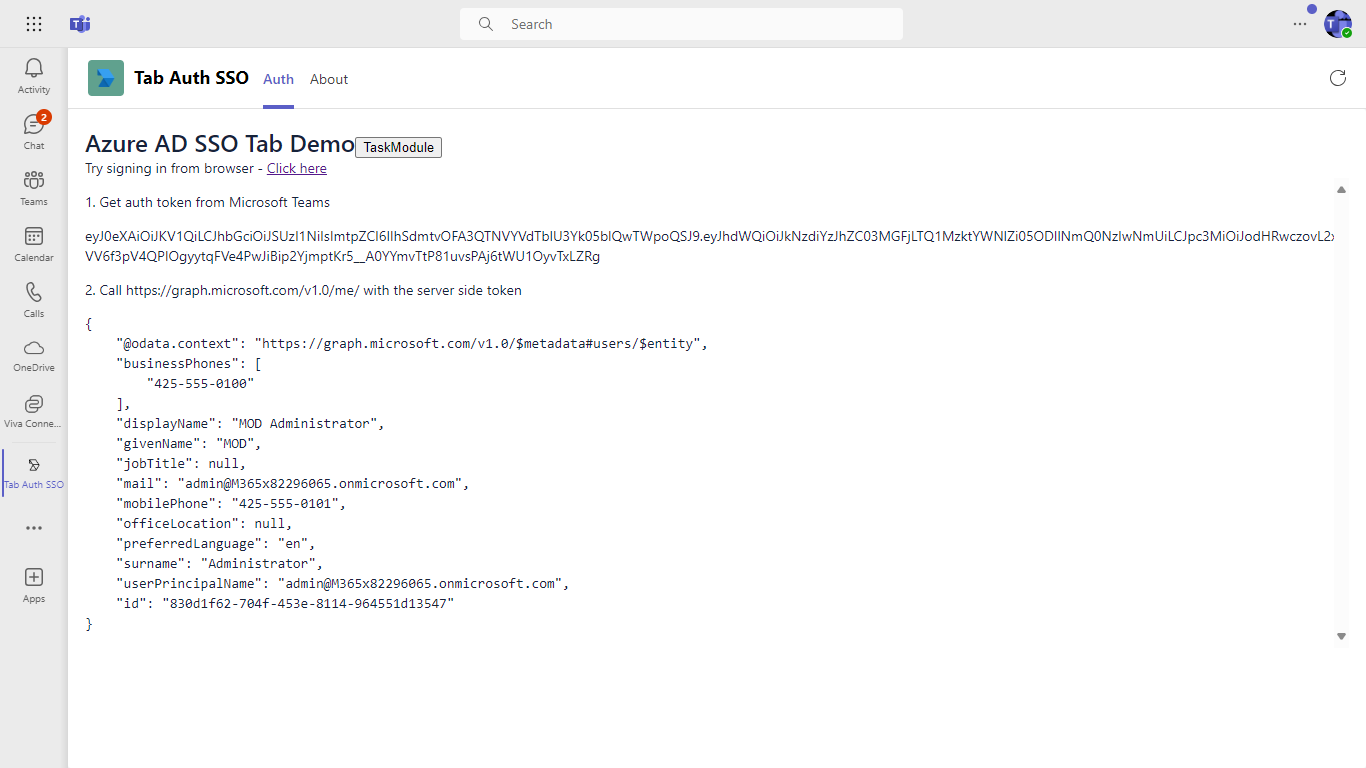 Search
Activity
2
Chat
Teams
Calendar
Calls
OneDrive
Viva Conne...
Tab Auth SSO
Apps
Tab Auth SSO Auth About
Azure AD SSO Tab Demo TaskModule
Try signing in from browser - Click here
1. Get auth token from Microsoft Teams
2. Call https://graph.microsoft.com/v1.0/me/ with the server side token
{
    "@odata.context": "https://graph.microsoft.com/v1.0/$metadata#users/$entity",
    "businessPhones": [
        "425-555-0100"
    ],
    "displayName": "MOD Administrator",
    "givenName": "MOD",
    "jobTitle": null,
    "mail": "admin@M365x82296065.onmicrosoft.com",
    "mobilePhone": "425-555-0101",
    "officeLocation": null,
    "preferredLanguage": "en",
    "surname": "Administrator",
    "userPrincipalName": "admin@M365x82296065.onmicrosoft.com",
    "id": "830d1f62-704f-453e-8114-964551d13547"
}